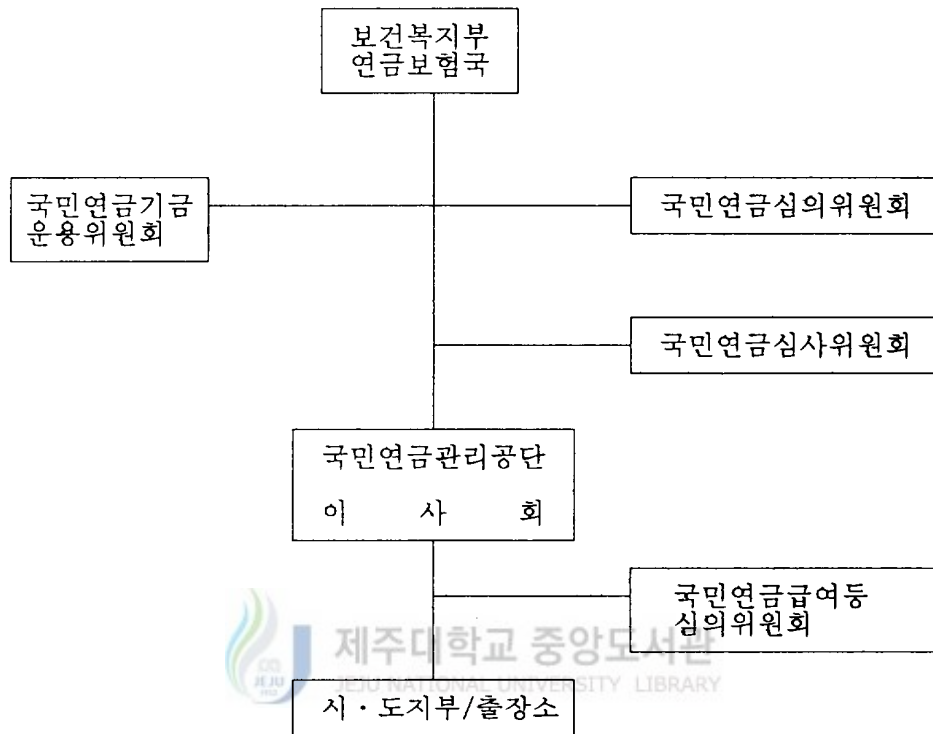 보건복지부
연금보험국
국민연금기금
운용위원회
국민연금심의위원회
국민연금심사위원회
국민연금관리공단
이 사 회
국민연금급여등
심의위원회
제주대학교 중앙도서관
JEJU NATIONAL UNIVERSITY LIBRARY
JEJU
1952
시·도지부/출장소